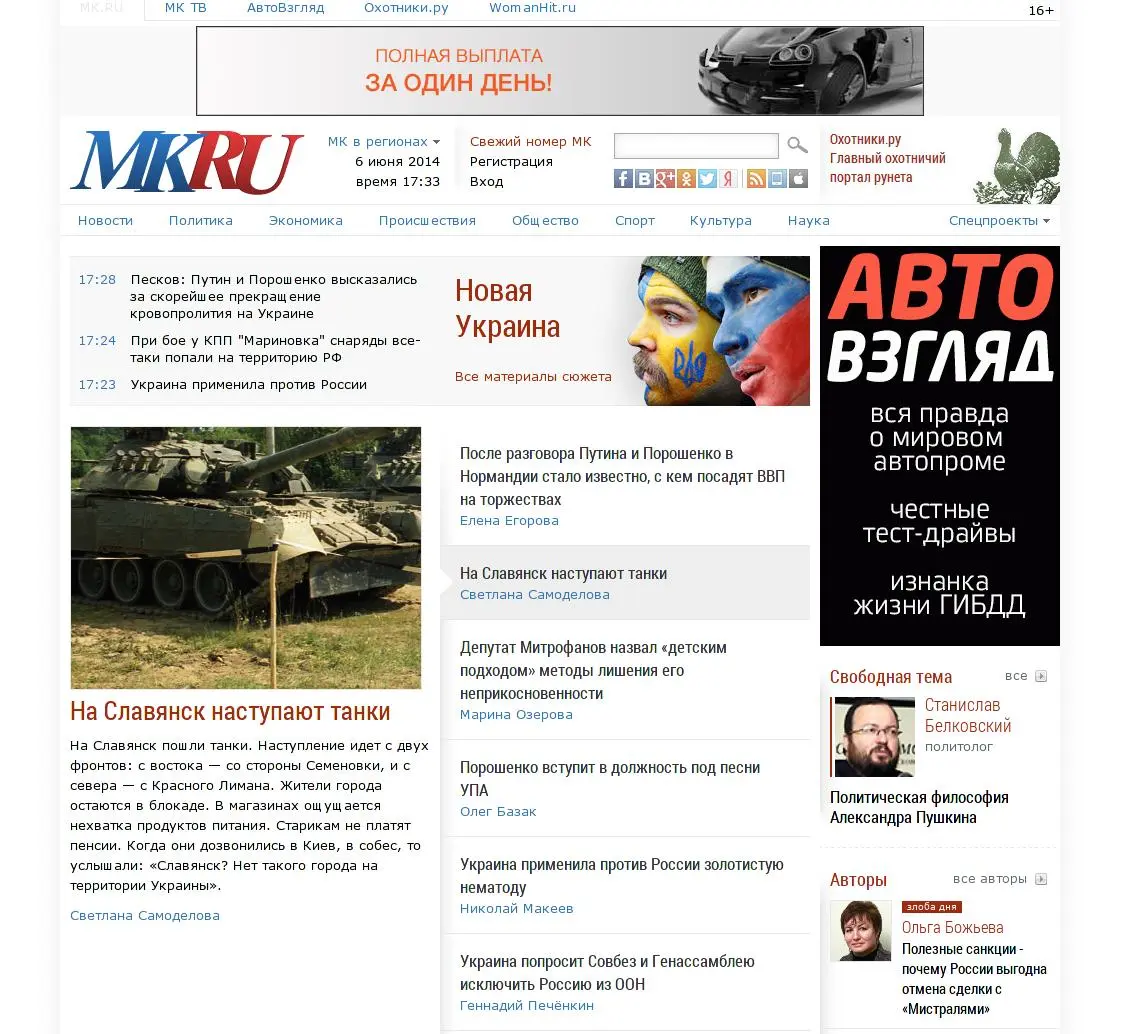 MK.RU
МК ТВ
АвтоВзгляд
Охотники.ру
WomanHit.ru
16+
ПОЛНАЯ ВЫПЛАТА
ЗА ОДИН ДЕНЬ!
MKRU
МК в регионах
6 июня 2014
время 17:33
Свежий номер МК
Регистрация
Вход
Охотники.ру
Главный охотничий
портал рунета
Новости
Политика
Экономика
Происшествия
Общество
Спорт
Культура
Наука
Спецпроекты
17:28 Песков: Путин и Порошенко высказались
за скорейшее прекращение
кровопролития на Украине
17:24 При бое у КПП "Мариновка" снаряды все-
таки попали на территорию РФ
17:23 Украина применила против России
Новая
Украина
Все материалы сюжета
На Славянск наступают танки
На Славянск пошли танки. Наступление идет с двух
фронтов: с востока — со стороны Семеновки, и с
севера — с Красного Лимана. Жители города
остаются в блокаде. В магазинах ощущается
нехватка продуктов питания. Старикам не платят
пенсии. Когда они дозвонились в Киев, в собес, то
услышали: «Славянск? Нет такого города на
территории Украины».
Светлана Самоделова
После разговора Путина и Порошенко в
Нормандии стало известно, с кем посадят ВВП
на торжествах
Елена Егорова
На Славянск наступают танки
Светлана Самоделова
Депутат Митрофанов назвал «детским
подходом» методы лишения его
неприкосновенности
Марина Озерова
Порошенко вступит в должность под песни
УПА
Олег Базак
Украина применила против России золотистую
нематоду
Николай Макеев
Украина попросит Совбез и Генассамблею
исключить Россию из ООН
Геннадий Печёнкин
АВТО
ВЗГЛЯД
вся правда
о мировом
автопроме
честные
тест-драйвы
изнанка
жизни ГИБДД
Свободная тема
все
Станислав
Белковский
политолог
Политическая философия
Александра Пушкина
Авторы
все авторы
злоба дня
Ольга Божьева
Полезные санкции -
почему России выгодна
отмена сделки с
«Мистралями»